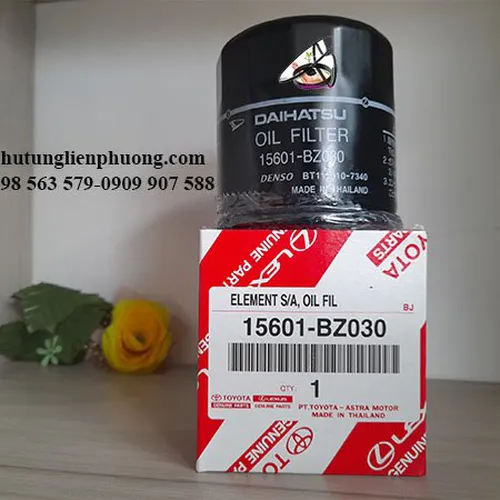 DAIHATSU
OIL FILTER
15601-BZ030
DENSO
MADE IN THAILAND
hutunglienphuong.com
98 563 579-0909 907 588
GENUINE PARTS
LEXUS
TOYOTA
PARTS
ELEMENT S/A, OIL FIL
BJ
15601-BZ030
QTY: 1
TOYOTA LEXUS
GENUINE PARTS GENUINE PARTS
PT.TOYOTA-ASTRA MOTOR
MADE IN THAILAND
GENUINE